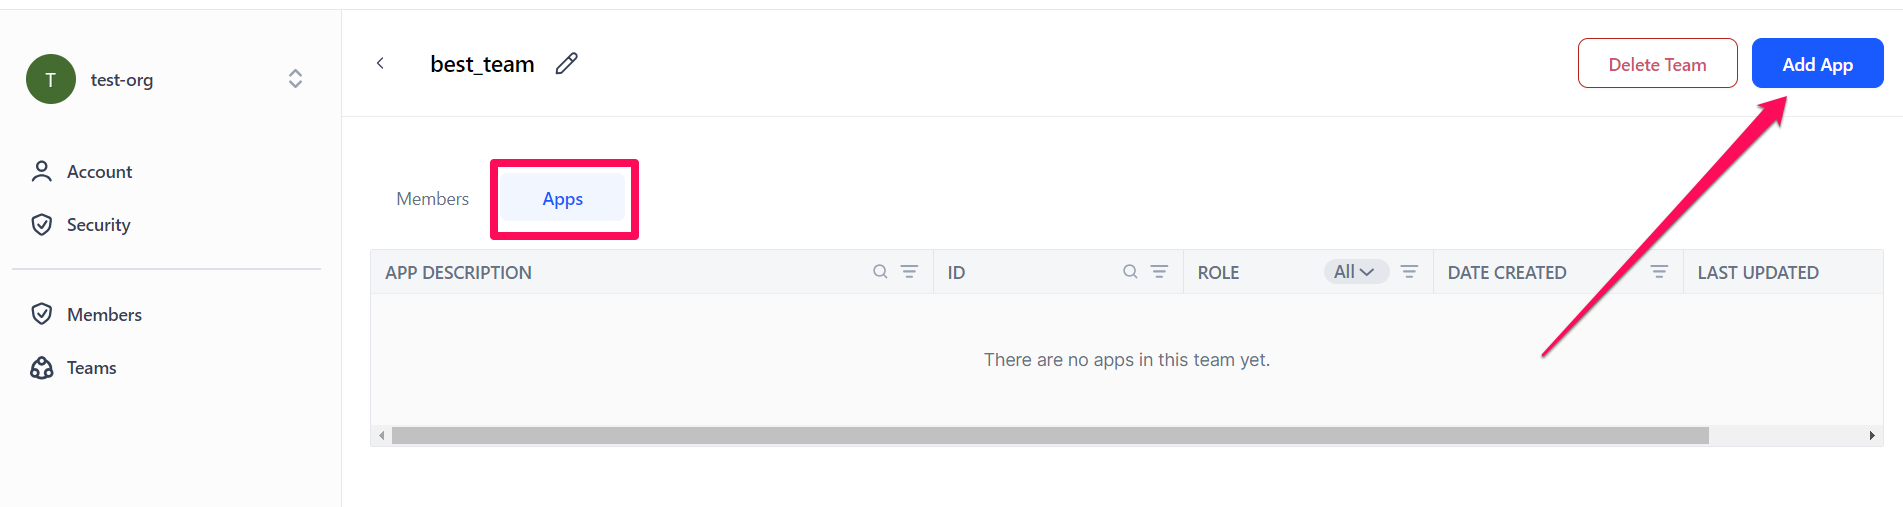 T
test-org
Account
Security
Members
Teams
best_team
Delete Team
Add App
Members
Apps
APP DESCRIPTION
ID
ROLE
All
DATE CREATED
LAST UPDATED
There are no apps in this team yet.